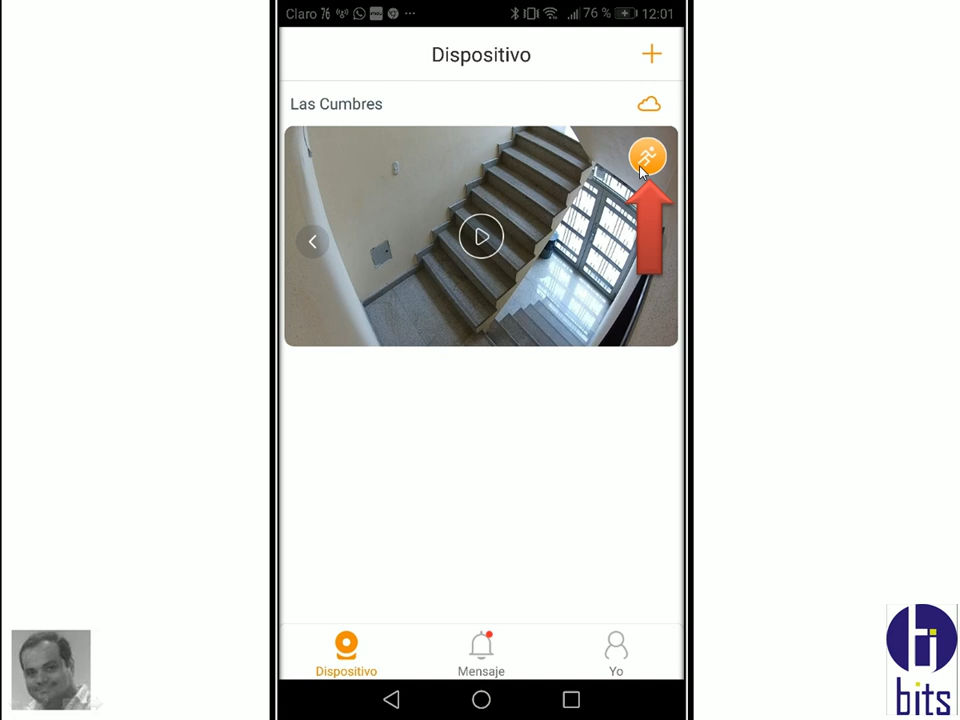 Claro 76 % 12:01
Dispositivo
Las Cumbres
Dispositivo
Mensaje
Yo
bits